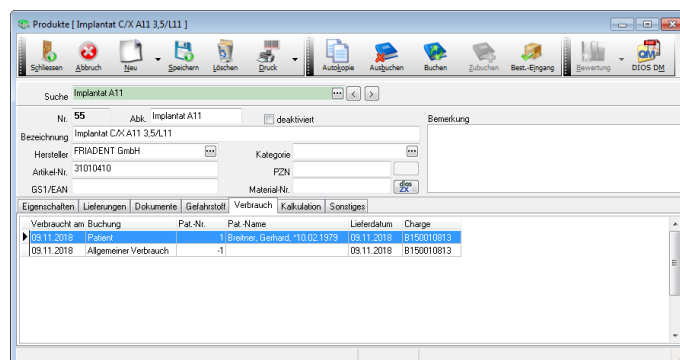 Produkte [ Implantat C/X A11 3,5/L11 ]
Schliessen Abbruch Neu Speichern Löschen Druck Autokopie Ausbuchen Buchen Zubuchen Best.-Eingang Bewertung DIOS DM
QM
Suche Implantat A11 ... < >
Nr. 55 Abk. Implantat A11 deaktiviert Bemerkung
Bezeichnung Implantat C/X A11 3,5/L11
Hersteller FRIADENT GmbH ... Kategorie ...
Artikel-Nr. 31010410 PZN
GS1/EAN Material-Nr. dios ZX
Eigenschaften Lieferungen Dokumente Gefahrstoff Verbrauch Kalkulation Sonstiges
Verbraucht am Buchung Pat.-Nr. Pat.-Name Lieferdatum Charge
09.11.2018 Patient 1 Breitner, Gerhard, *10.02.1979 09.11.2018 B150010813
09.11.2018 Allgemeiner Verbrauch -1 09.11.2018 B150010813